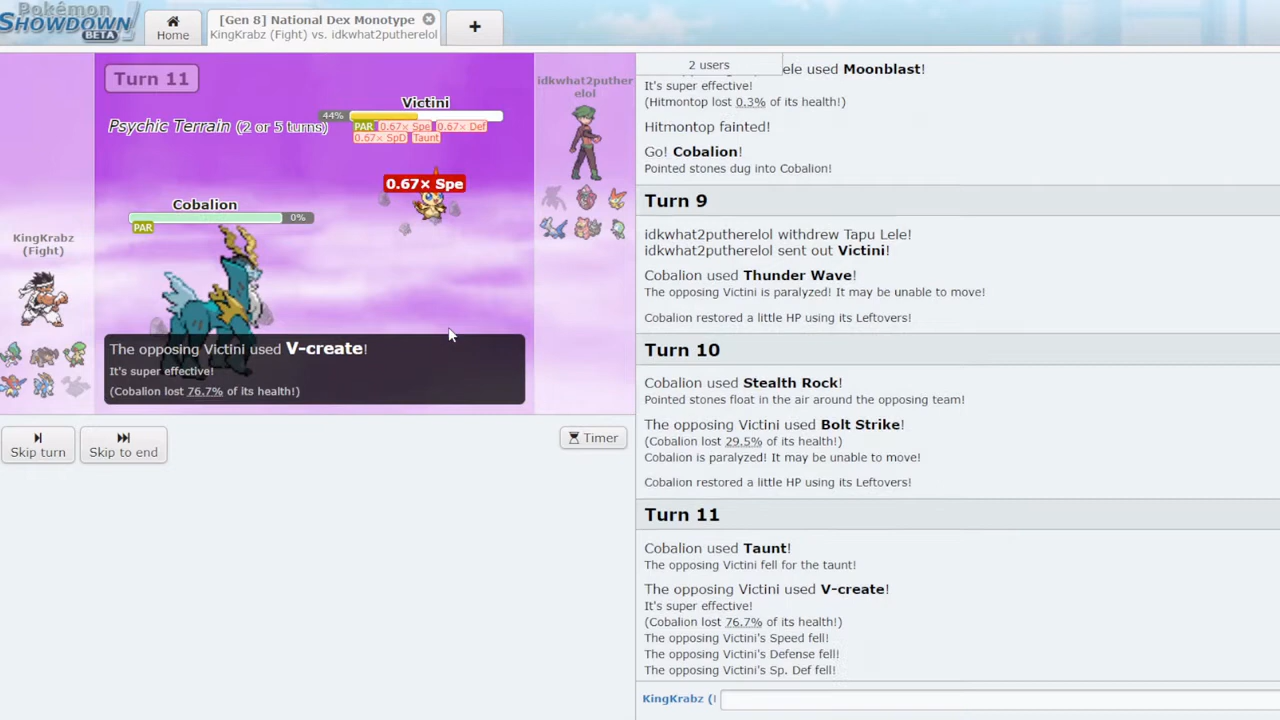 Pokémon
SHOWDOWN
BETA
Home
[Gen 8] National Dex Monotype
KingKrabz (Fight) vs. idkwhat2putherelol
+
Turn 11
Psychic Terrain (2 or 5 turns)
Victini
44%
PAR 0.67× Spe 0.67× Def
0.67× SpD Taunt
0.67× Spe
Cobalion
0%
PAR
KingKrabz
(Fight)
idkwhat2puther
elol
The opposing Victini used V-create!
It's super effective!
(Cobalion lost 76.7% of its health!)
Skip turn
Skip to end
Timer
2 users
ele used Moonblast!
It's super effective!
(Hitmontop lost 0.3% of its health!)
Hitmontop fainted!
Go! Cobalion!
Pointed stones dug into Cobalion!
Turn 9
idkwhat2putherelol withdrew Tapu Lele!
idkwhat2putherelol sent out Victini!
Cobalion used Thunder Wave!
The opposing Victini is paralyzed! It may be unable to move!
Cobalion restored a little HP using its Leftovers!
Turn 10
Cobalion used Stealth Rock!
Pointed stones float in the air around the opposing team!
The opposing Victini used Bolt Strike!
(Cobalion lost 29.5% of its health!)
Cobalion is paralyzed! It may be unable to move!
Cobalion restored a little HP using its Leftovers!
Turn 11
Cobalion used Taunt!
The opposing Victini fell for the taunt!
The opposing Victini used V-create!
It's super effective!
(Cobalion lost 76.7% of its health!)
The opposing Victini's Speed fell!
The opposing Victini's Defense fell!
The opposing Victini's Sp. Def fell!
KingKrabz (